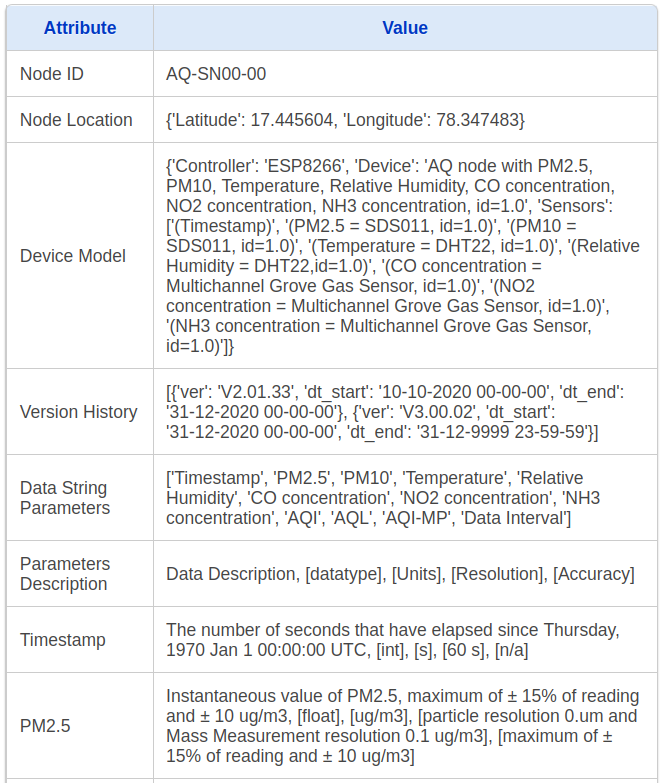 Attribute
Value
Node ID
AQ-SN00-00
Node Location
{'Latitude': 17.445604, 'Longitude': 78.347483}
Device Model
{'Controller': 'ESP8266', 'Device': 'AQ node with PM2.5,
PM10, Temperature, Relative Humidity, CO concentration,
NO2 concentration, NH3 concentration, id=1.0', 'Sensors':
['(Timestamp)', '(PM2.5 = SDS011, id=1.0)', '(PM10 =
SDS011, id=1.0)', '(Temperature = DHT22, id=1.0)', '(Relative
Humidity = DHT22,id=1.0)', '(CO concentration =
Multichannel Grove Gas Sensor, id=1.0)', '(NO2
concentration = Multichannel Grove Gas Sensor, id=1.0)',
'(NH3 concentration = Multichannel Grove Gas Sensor,
id=1.0)']}
Version History
[{'ver': 'V2.01.33', 'dt_start': '10-10-2020 00-00-00', 'dt_end':
'31-12-2020 00-00-00'}, {'ver': 'V3.00.02', 'dt_start':
'31-12-2020 00-00-00', 'dt_end': '31-12-9999 23-59-59'}]
Data String
Parameters
['Timestamp', 'PM2.5', 'PM10', 'Temperature', 'Relative
Humidity', 'CO concentration', 'NO2 concentration', 'NH3
concentration', 'AQI', 'AQL', 'AQI-MP', 'Data Interval']
Parameters
Description
Data Description, [datatype], [Units], [Resolution], [Accuracy]
Timestamp
The number of seconds that have elapsed since Thursday,
1970 Jan 1 00:00:00 UTC, [int], [s], [60 s], [n/a]
PM2.5
Instantaneous value of PM2.5, maximum of ± 15% of reading
and ± 10 ug/m3, [float], [ug/m3], [particle resolution 0.um and
Mass Measurement resolution 0.1 ug/m3], [maximum of ±
15% of reading and ± 10 ug/m3]